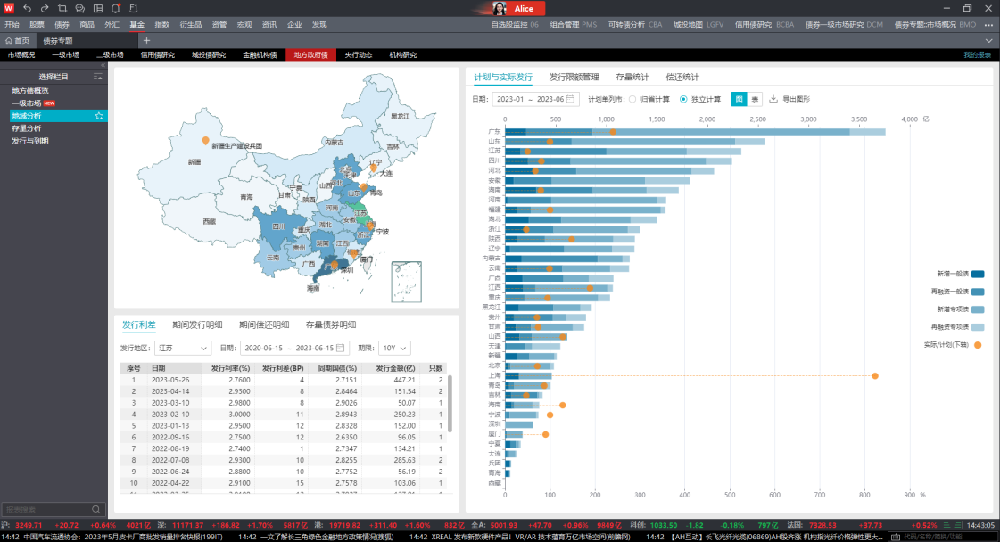 Alice
开始 股票 债券 商品 外汇 基金 指数 衍生品 资管 宏观 资讯 企业 发现 自选股监控 06 组合管理 PMS 可转债分析 CBA 城投地图 LGFV 信用债研究 BCBA 债券一级市场研究 DCM 债券专题:市场概况 BMO
首页 债券专题 +
市场概况 一级市场 二级市场 信用债研究 城投债研究 金融机构债 地方政府债 央行动态 机构研究 我的报表
选择栏目
地方债概览
一级市场 NEW
地域分析
存量分析
发行与到期
报表搜索
黑龙江
内蒙古
吉林
新疆生产建设兵团
辽宁
新疆
大连
宁夏
山西
山东
青岛
青海
甘肃
陕西
河南
江苏
西藏
安徽
四川
湖北
宁波
重庆
湖南
江西
贵州
云南
厦门
广西
深圳
海南
发行利差 期间发行明细 期间偿还明细 存量债券明细
发行地区: 江苏 日期: 2020-06-15 ~ 2023-06-15 期限: 10Y
序号 日期 发行利率(%) 发行利差(BP) 同期国债(%) 发行金额(亿) 只数
1 2023-05-26 2.7600 4 2.7151 447.21 2
2 2023-04-14 2.9300 8 2.8464 151.54 2
3 2023-03-10 2.9800 8 2.9026 50.07 1
4 2023-02-10 3.0000 11 2.8943 250.23 1
5 2023-01-13 2.9500 12 2.8328 152.00 1
6 2022-09-16 2.7500 12 2.6350 96.05 1
7 2022-08-19 2.7400 1 2.7347 134.21 1
8 2022-07-08 2.9300 10 2.8255 285.63 2
9 2022-06-24 2.8800 10 2.7752 56.19 2
10 2022-04-22 2.9100 15 2.7578 103.06 1
计划与实际发行 发行限额管理 存量统计 偿还统计
日期: 2023-01 ~ 2023-06 计划单列市: 归省计算 独立计算 图 表 导出图形
0 500 1,000 1,500 2,000 2,500 3,000 3,500 4,000 亿
广东
山东
江苏
四川
河北
安徽
湖南
河南
福建
湖北
浙江
陕西
辽宁
内蒙古
云南
广西
江西
重庆
黑龙江
贵州
甘肃
山西
天津
新疆
北京
上海
青岛
吉林
海南
宁波
深圳
厦门
宁夏
大连
兵团
青海
西藏
0 100 200 300 400 500 600 700 800 900 %
新增一般债
再融资一般债
新增专项债
再融资专项债
实际/计划(下轴)
沪: 3249.71 +20.72 +0.64% 4021亿 深: 11171.37 +186.82 +1.70% 5817亿 港: 19719.82 +311.40 +1.60% 832亿 全A: 5001.93 +47.70 +0.96% 9849亿 科创: 1033.50 -1.82 -0.18% 797亿 法国: 7328.53 +37.73 +0.52% 14:43:05
14:42 中国汽车流通协会：2023年5月皮卡厂商批发销量排名快报(199IT) 14:42 一文了解长三角绿色金融地方政策情况(搜狐) 14:42 XREAL 发布新款硬件产品！VR/AR 技术蕴育万亿市场空间(前瞻网) 14:42 【AH互动】长飞光纤光缆(06869)AH股齐涨 机构指光纤价格弹性更大... 代码/名称/简拼/功能